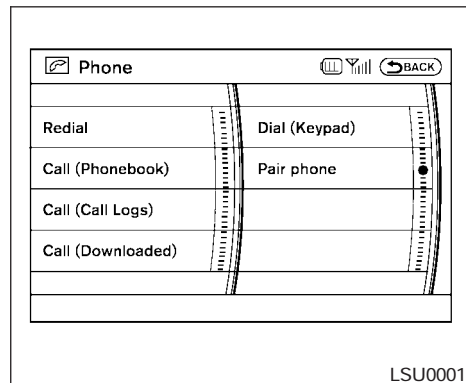 Phone
BACK
Redial
Dial (Keypad)
Call (Phonebook)
Pair phone
Call (Call Logs)
Call (Downloaded)
LSU0001